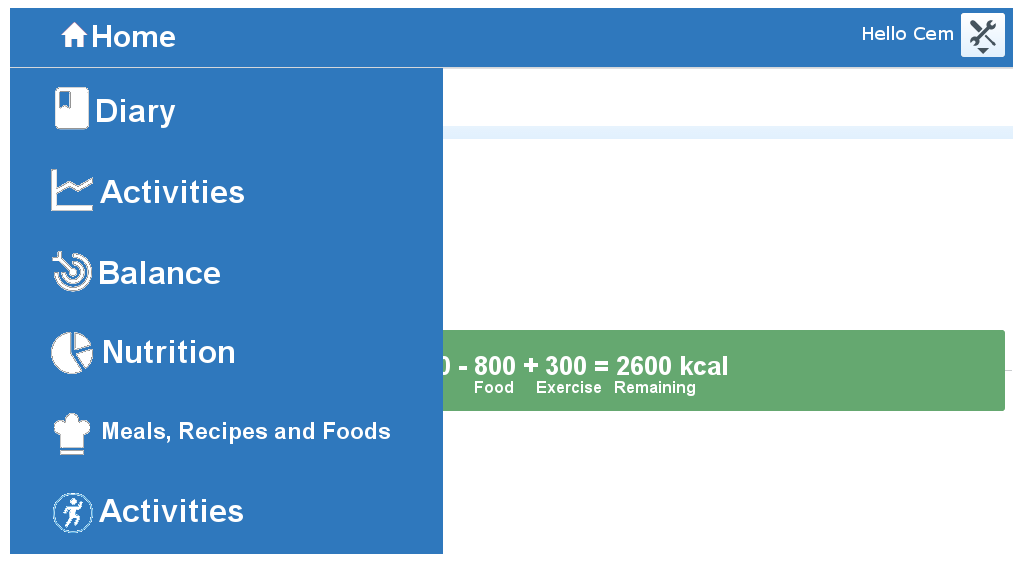 Home
Hello Cem
Diary
Activities
Balance
Nutrition
0 - 800 + 300 = 2600 kcal
Food Exercise Remaining
Meals, Recipes and Foods
Activities